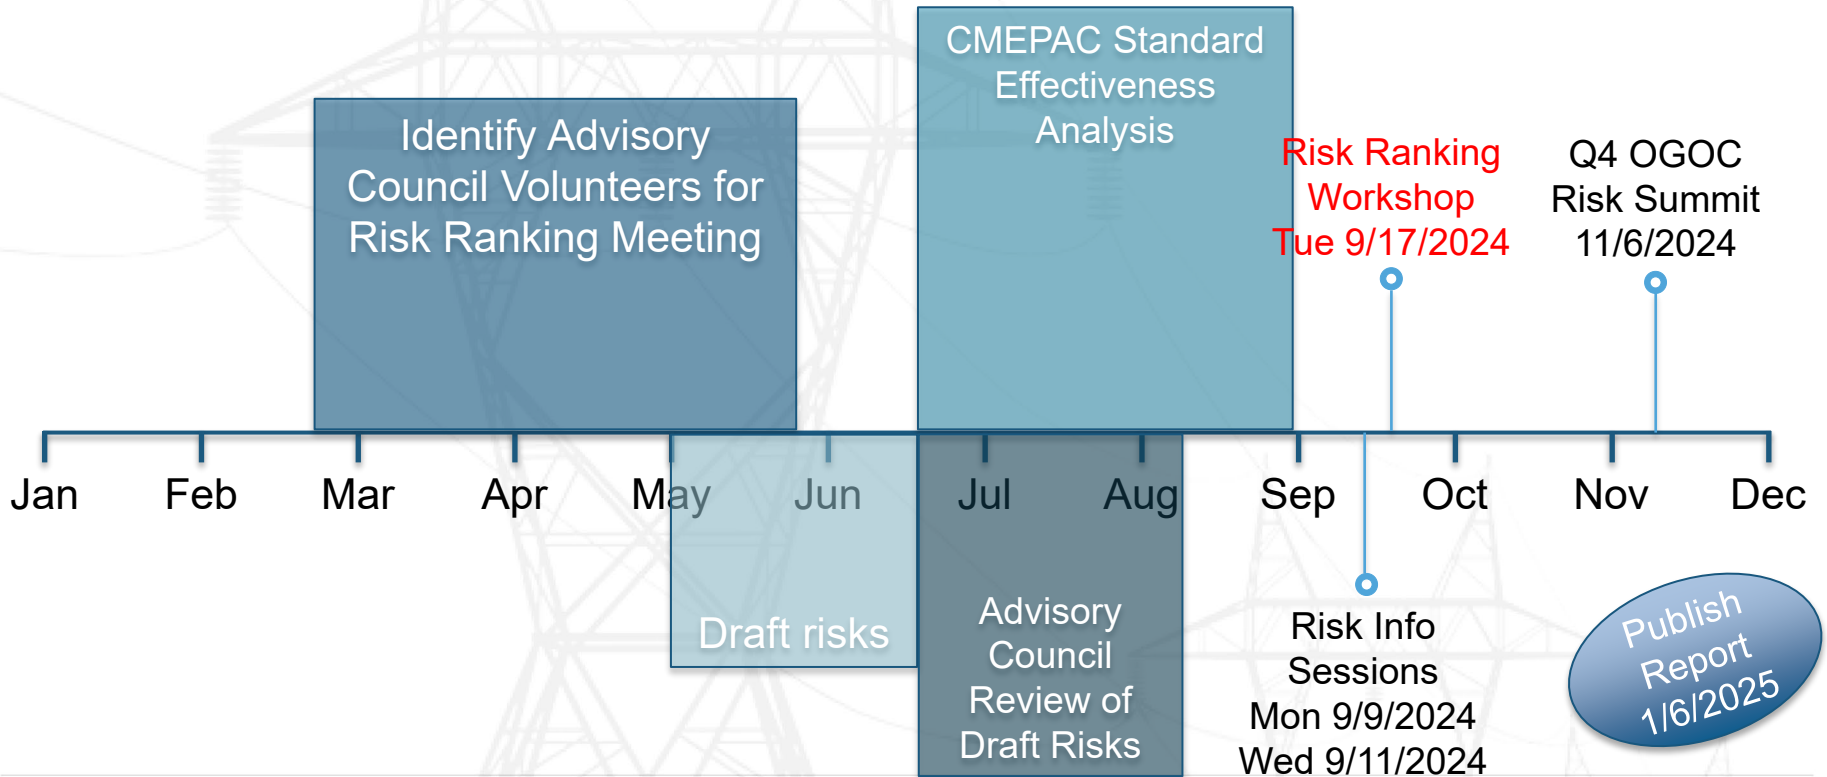 CMEPAC Standard
Effectiveness
Analysis
Identify Advisory
Council Volunteers for
Risk Ranking Meeting
Risk Ranking
Workshop
Tue 9/17/2024
Q4 OGOC
Risk Summit
11/6/2024
Jan Feb Mar Apr May Jun Jul Aug Sep Oct Nov Dec
Draft risks
Advisory
Council
Review of
Draft Risks
Risk Info
Sessions
Mon 9/9/2024
Wed 9/11/2024
Publish
Report
1/6/2025